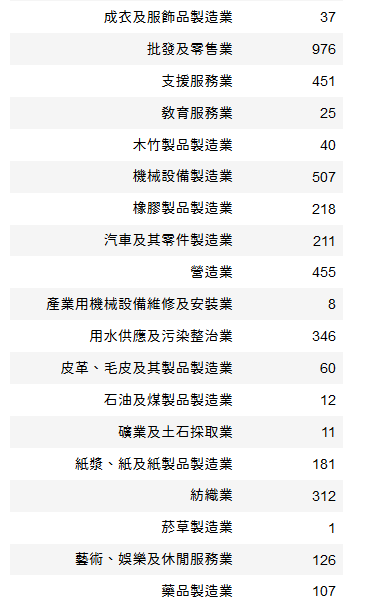 成衣及服飾品製造業 37
批發及零售業 976
支援服務業 451
教育服務業 25
木竹製品製造業 40
機械設備製造業 507
橡膠製品製造業 218
汽車及其零件製造業 211
營造業 455
產業用機械設備維修及安裝業 8
用水供應及污染整治業 346
皮革、毛皮及其製品製造業 60
石油及煤製品製造業 12
礦業及土石採取業 11
紙漿、紙及紙製品製造業 181
紡織業 312
菸草製造業 1
藝術、娛樂及休閒服務業 126
藥品製造業 107